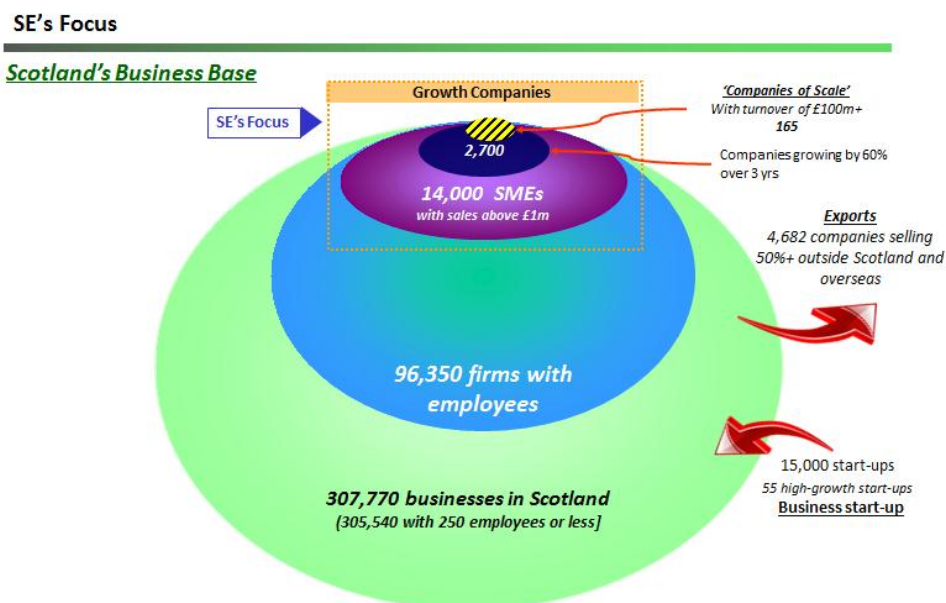 SE's Focus
Scotland's Business Base
Growth Companies
SE's Focus
'Companies of Scale'
With turnover of £100m+
165
2,700
Companies growing by 60%
over 3 yrs
14,000 SMEs
with sales above £1m
Exports
4,682 companies selling
50%+ outside Scotland and
overseas
96,350 firms with
employees
15,000 start-ups
55 high-growth start-ups
Business start-up
307,770 businesses in Scotland
(305,540 with 250 employees or less]